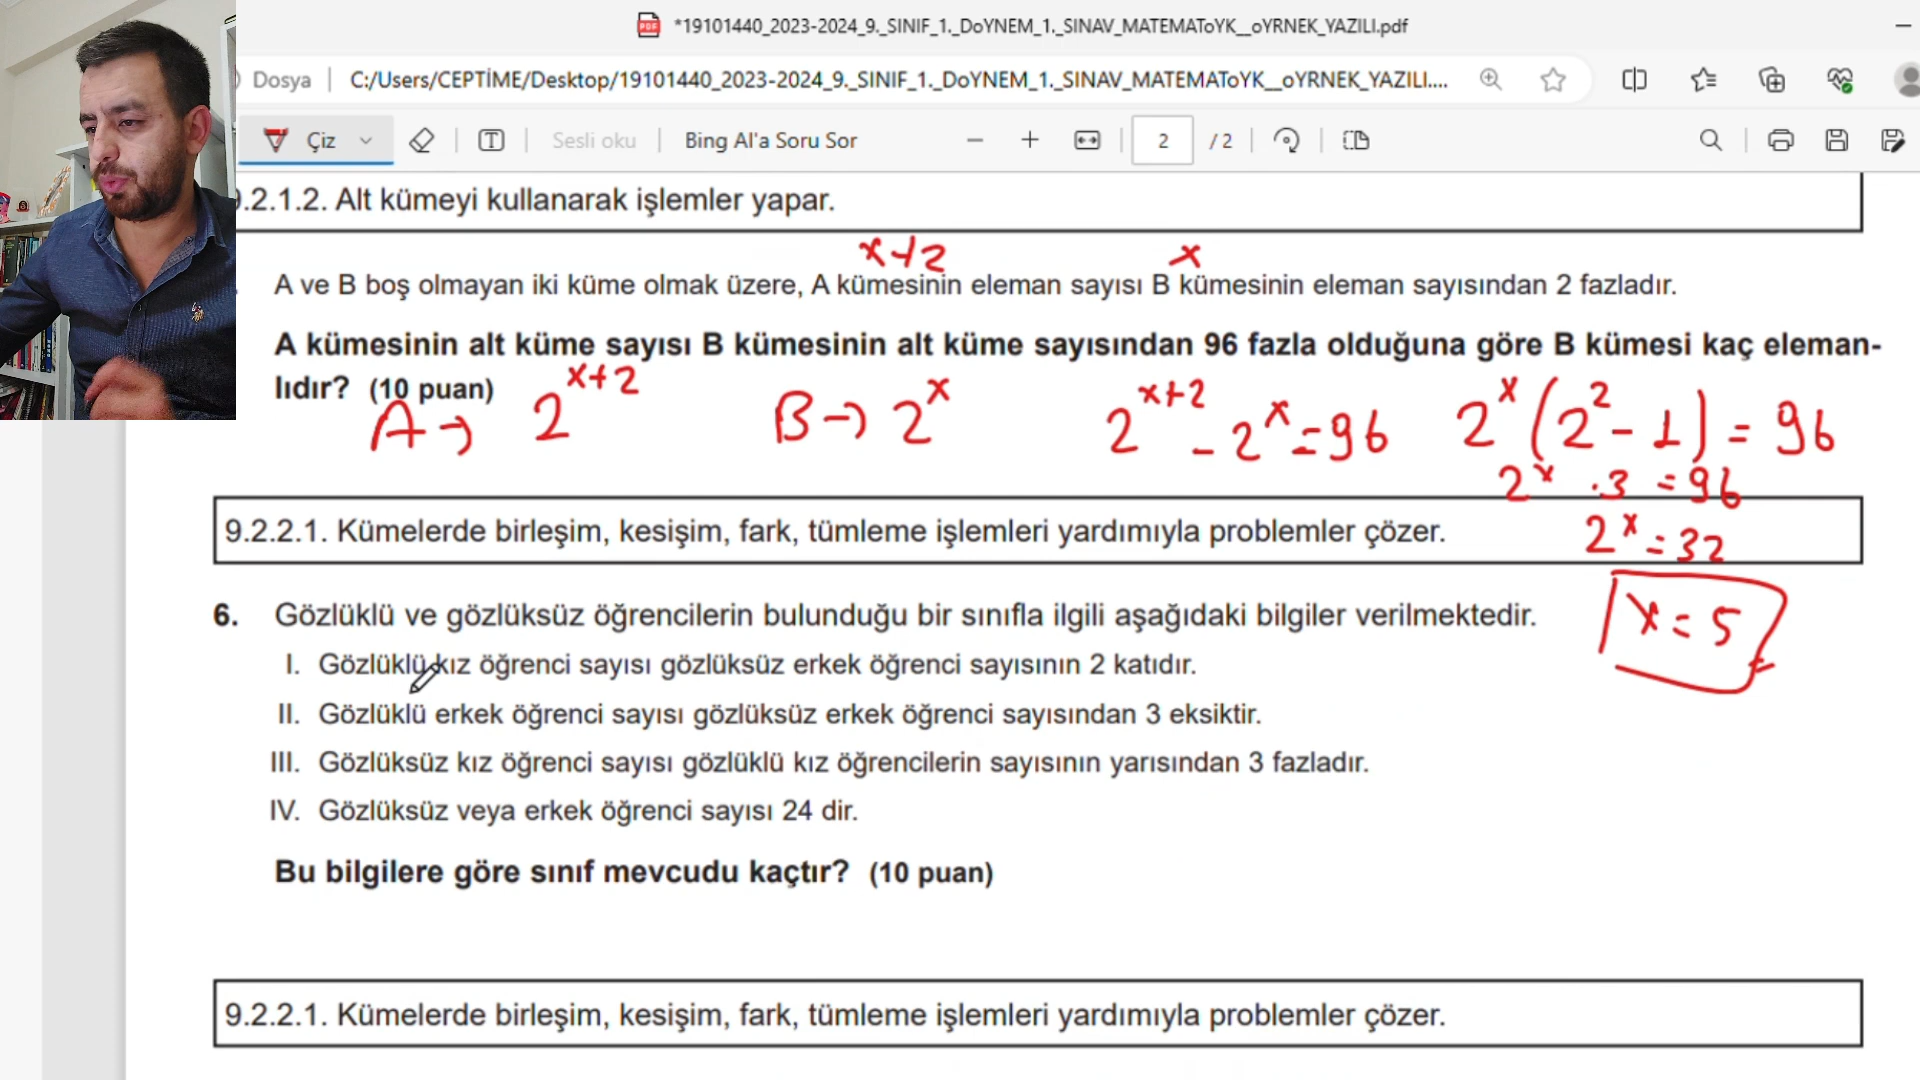 *19101440_2023-2024_9._SINIF_1._DoYNEM_1._SINAV_MATEMAToYK__oYRNEK_YAZILI.pdf
Dosya | C:/Users/CEPTİME/Desktop/19101440_2023-2024_9._SINIF_1._DoYNEM_1._SINAV_MATEMAToYK__oYRNEK_YAZILI....
Çiz Sesli oku Bing AI'a Soru Sor 2 / 2
.2.1.2. Alt kümeyi kullanarak işlemler yapar.
x+2 x
A ve B boş olmayan iki küme olmak üzere, A kümesinin eleman sayısı B kümesinin eleman sayısından 2 fazladır.
A kümesinin alt küme sayısı B kümesinin alt küme sayısından 96 fazla olduğuna göre B kümesi kaç eleman-
lıdır? (10 puan)
A → 2^(x+2) B → 2^x 2^(x+2) - 2^x = 96 2^x (2^2 - 1) = 96
2^x . 3 = 96
9.2.2.1. Kümelerde birleşim, kesişim, fark, tümleme işlemleri yardımıyla problemler çözer.
2^x = 32
x = 5
6. Gözlüklü ve gözlüksüz öğrencilerin bulunduğu bir sınıfla ilgili aşağıdaki bilgiler verilmektedir.
I. Gözlüklü kız öğrenci sayısı gözlüksüz erkek öğrenci sayısının 2 katıdır.
II. Gözlüklü erkek öğrenci sayısı gözlüksüz erkek öğrenci sayısından 3 eksiktir.
III. Gözlüksüz kız öğrenci sayısı gözlüklü kız öğrencilerin sayısının yarısından 3 fazladır.
IV. Gözlüksüz veya erkek öğrenci sayısı 24 dir.
Bu bilgilere göre sınıf mevcudu kaçtır? (10 puan)
9.2.2.1. Kümelerde birleşim, kesişim, fark, tümleme işlemleri yardımıyla problemler çözer.